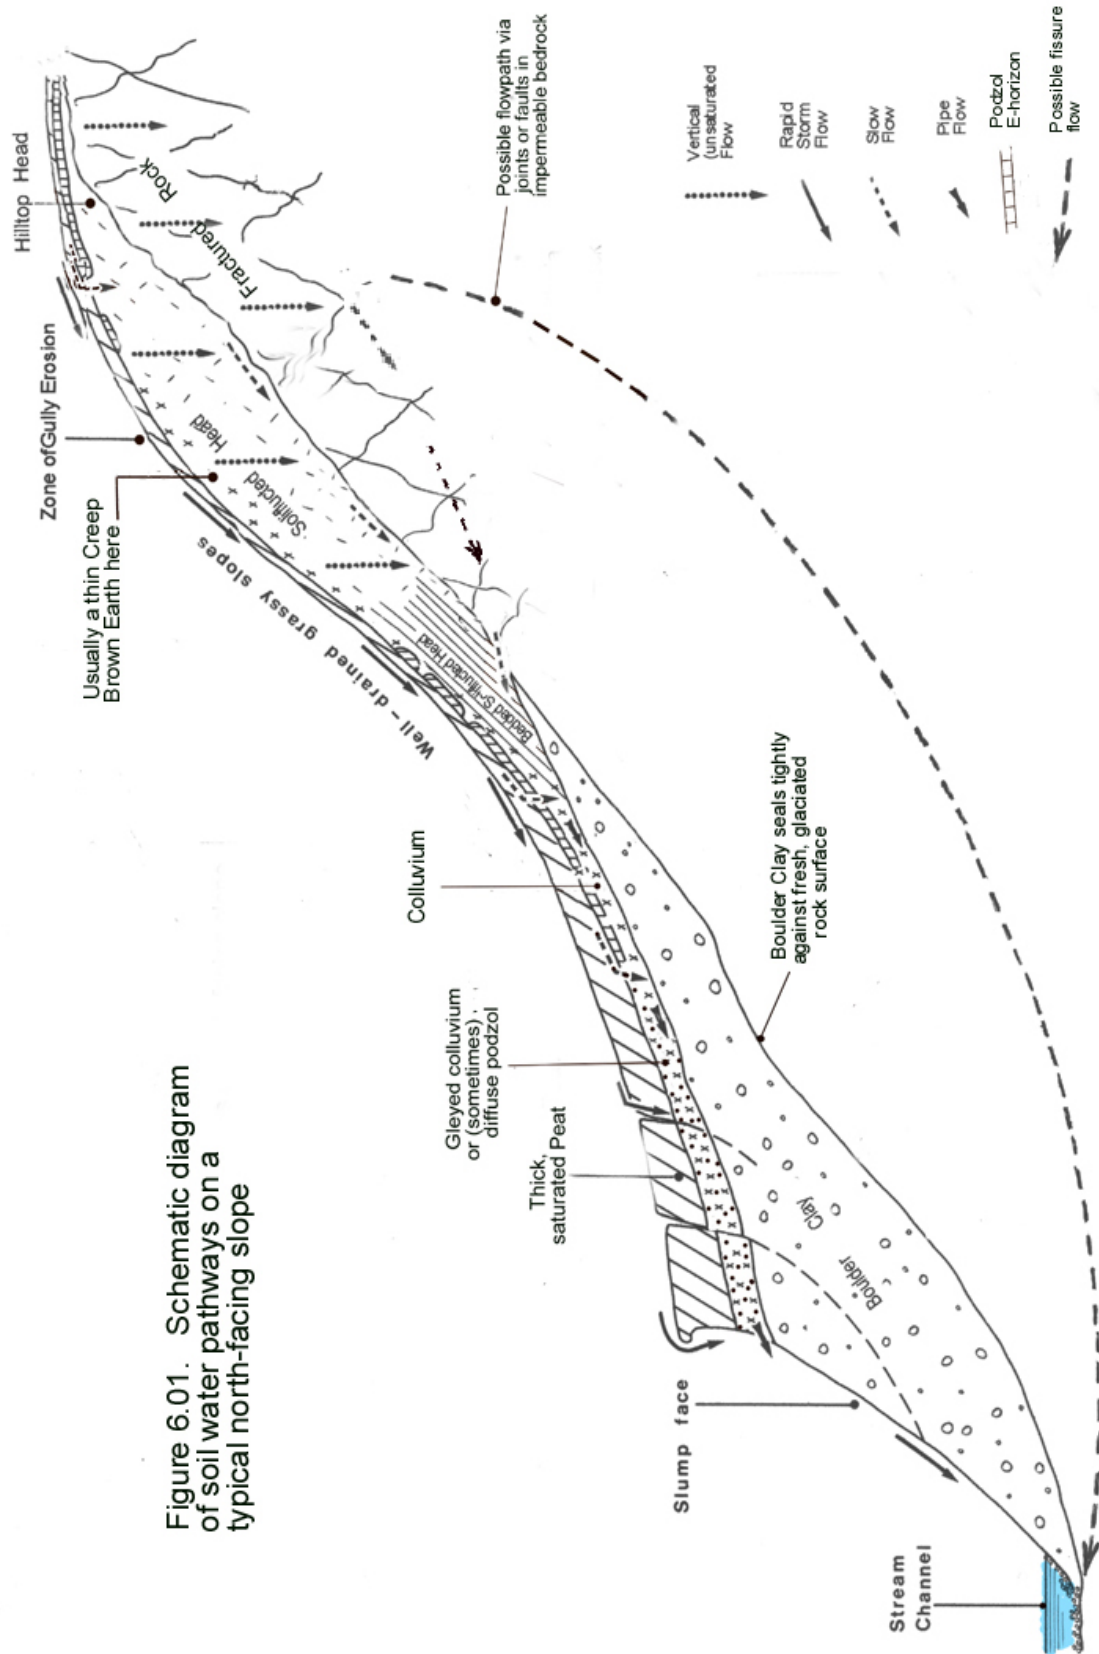 Figure 6.01. Schematic diagram
of soil water pathways on a
typical north-facing slope
Hilltop Head
Zone ofGully Erosion
Usually a thin Creep
Brown Earth here
Well - drained grassy slopes
Rock
Fractured
Head
Soliflucted
Bedded Soliflucted Head
Colluvium
Gleyed colluvium
or (sometimes)
diffuse podzol
Thick,
saturated Peat
Slump face
Stream
Channel
Boulder Clay
Boulder Clay seals tightly
against fresh, glaciated
rock surface
Possible flowpath via
joints or faults in
impermeable bedrock
Vertical
(unsaturated
Flow
Rapid
Storm
Flow
Slow
Flow
Pipe
Flow
Podzol
E-horizon
Possible fissure
flow